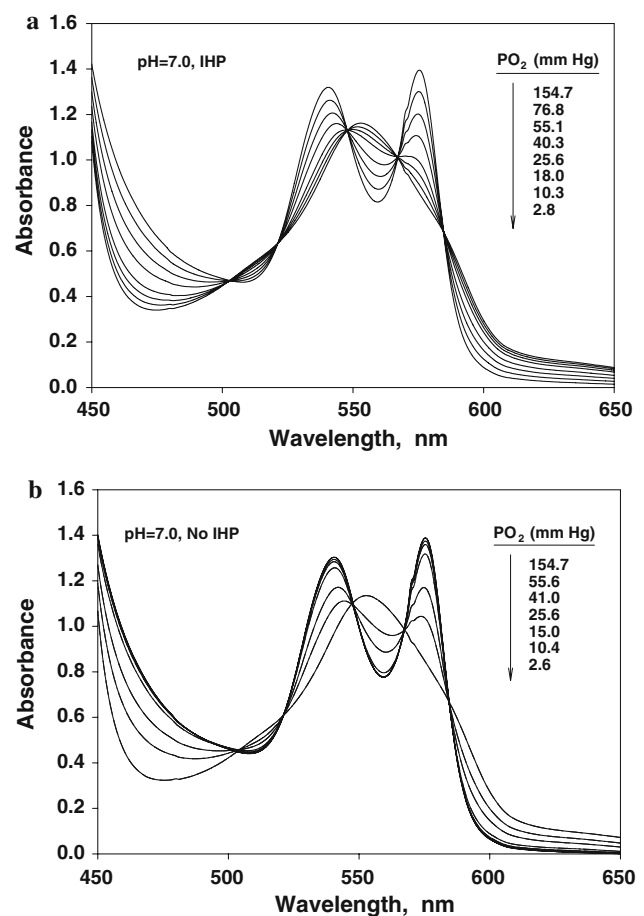 a
pH=7.0, IHP
PO2 (mm Hg)
154.7
76.8
55.1
40.3
25.6
18.0
10.3
2.8
1.6
1.4
1.2
1.0
0.8
0.6
0.4
0.2
0.0
Absorbance
450 500 550 600 650
Wavelength, nm
b
pH=7.0, No IHP
PO2 (mm Hg)
154.7
55.6
41.0
25.6
15.0
10.4
2.6
1.6
1.4
1.2
1.0
0.8
0.6
0.4
0.2
0.0
Absorbance
450 500 550 600 650
Wavelength, nm